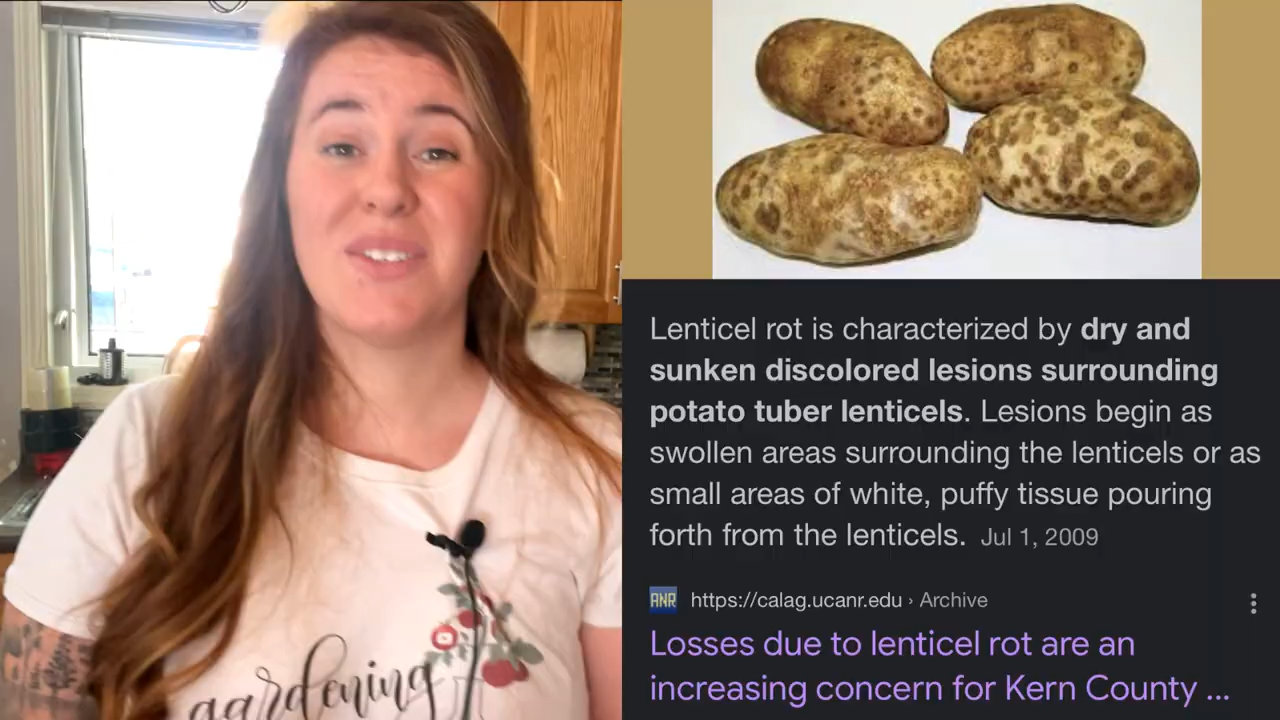 gardening
Lenticel rot is characterized by dry and
sunken discolored lesions surrounding
potato tuber lenticels. Lesions begin as
swollen areas surrounding the lenticels or as
small areas of white, puffy tissue pouring
forth from the lenticels. Jul 1, 2009
ANR
https://calag.ucanr.edu › Archive
Losses due to lenticel rot are an
increasing concern for Kern County ...